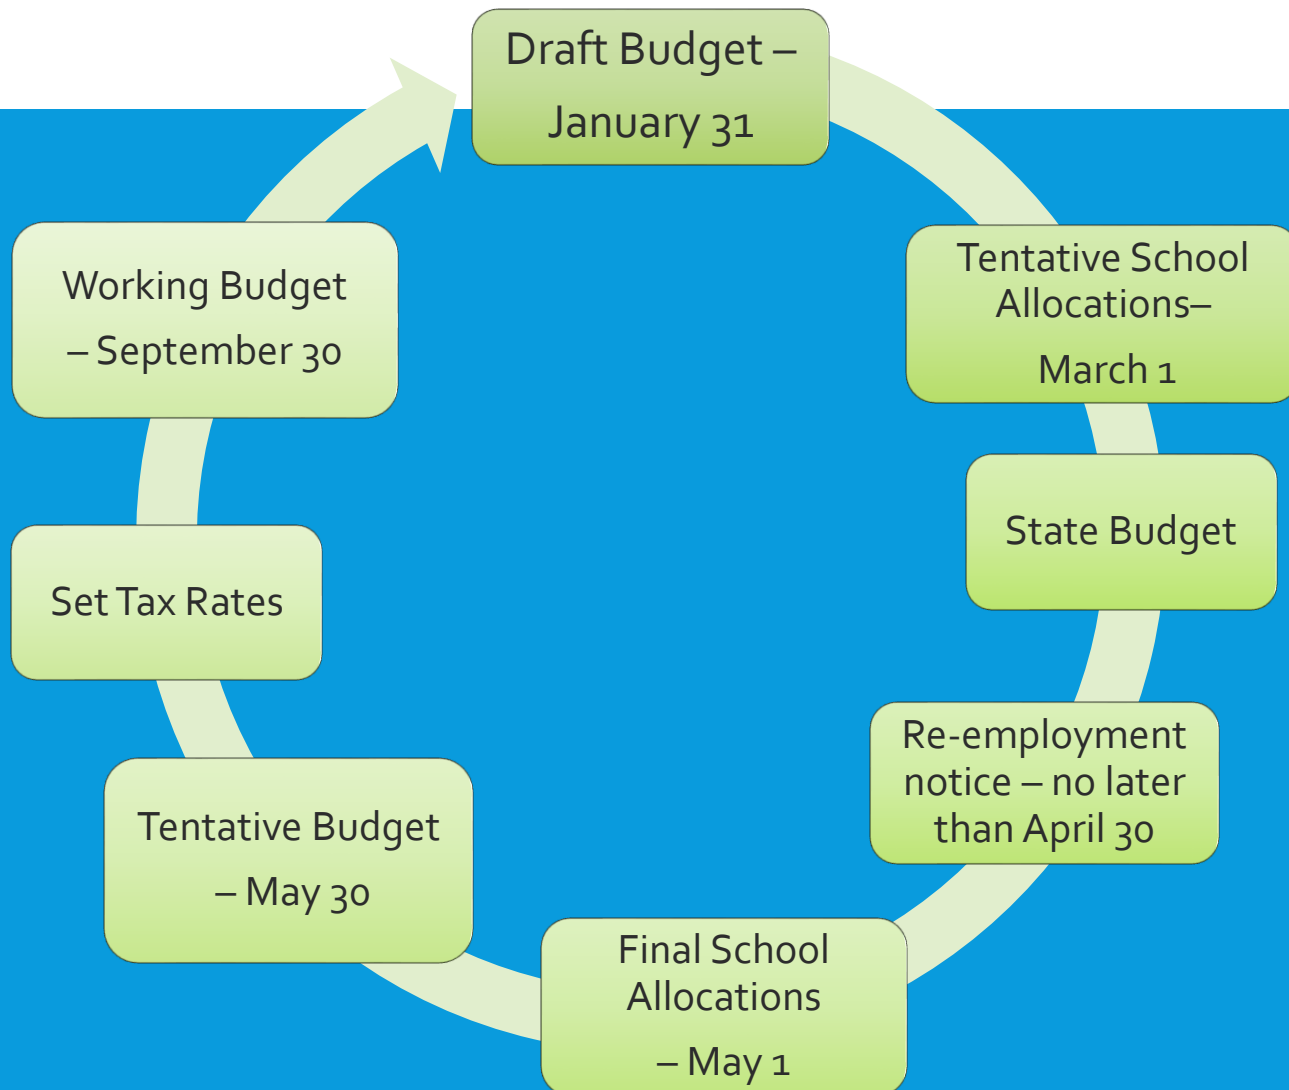 Draft Budget –
January 31
Tentative School
Allocations–
March 1
State Budget
Re-employment
notice – no later
than April 30
Final School
Allocations
– May 1
Tentative Budget
– May 30
Set Tax Rates
Working Budget
– September 30